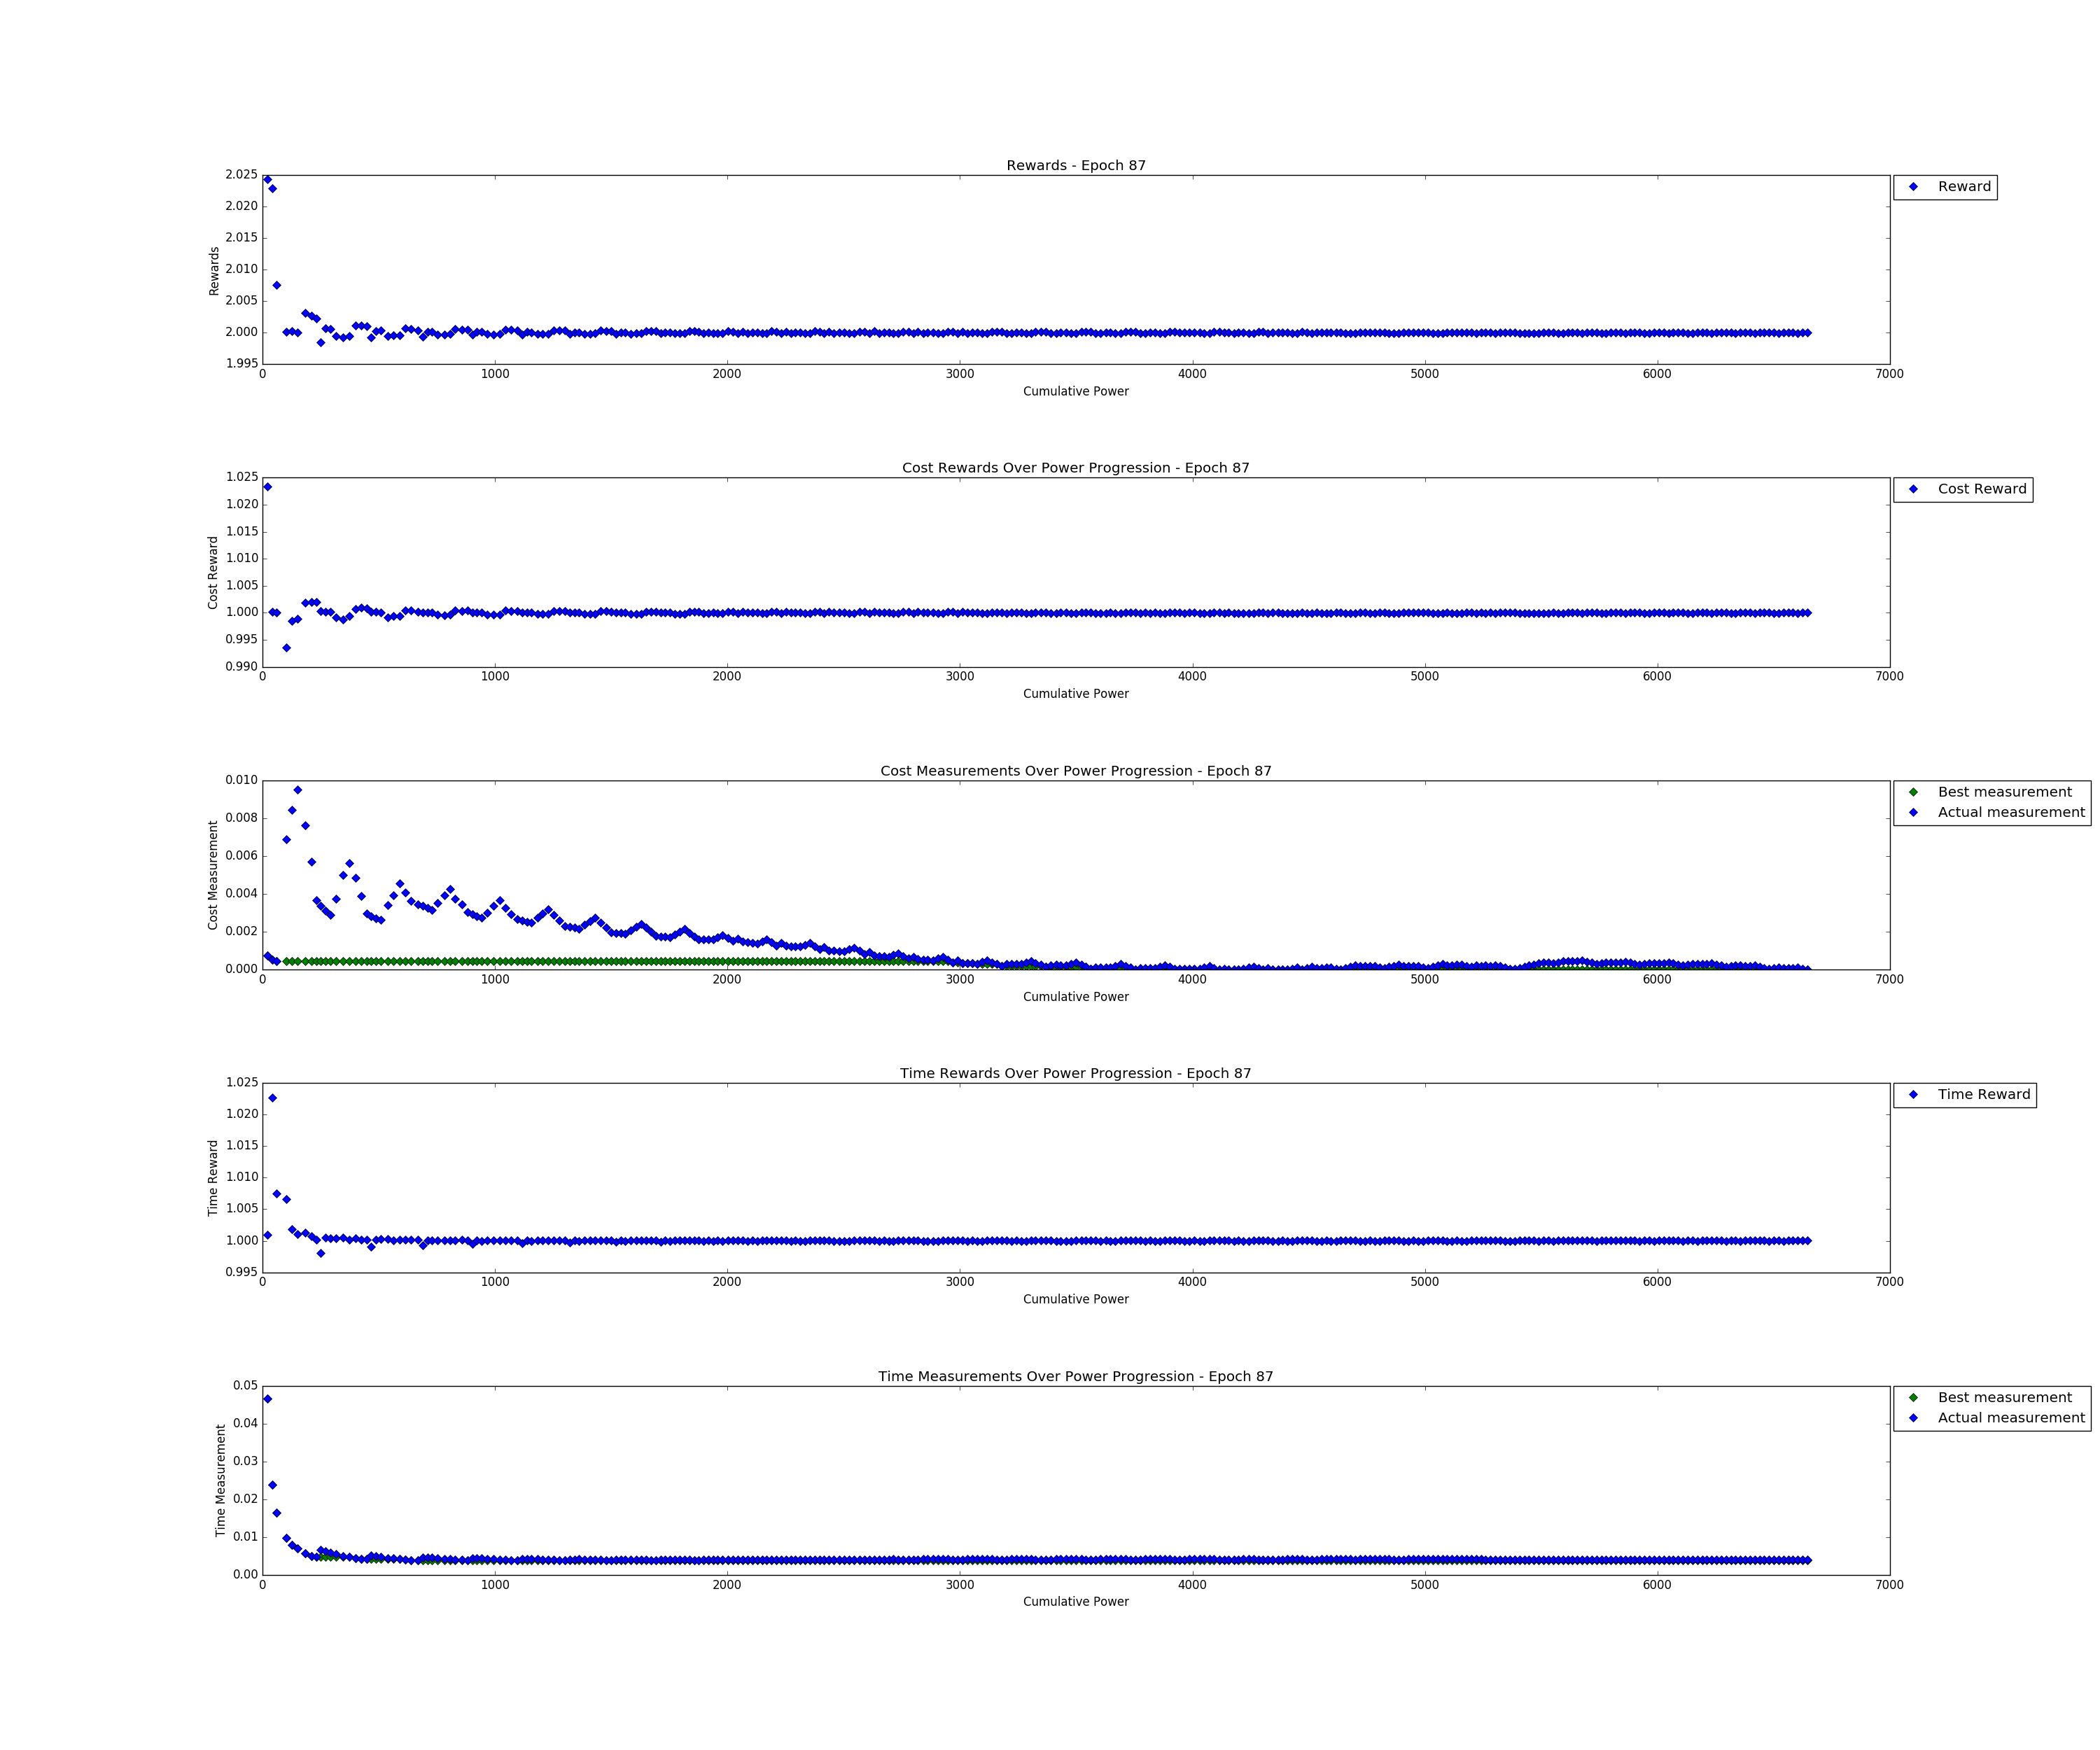 Rewards - Epoch 87
2.025
2.020
2.015
2.010
2.005
2.000
1.995
Rewards
0 1000 2000 3000 4000 5000 6000 7000
Cumulative Power
Reward
Cost Rewards Over Power Progression - Epoch 87
1.025
1.020
1.015
1.010
1.005
1.000
0.995
0.990
Cost Reward
0 1000 2000 3000 4000 5000 6000 7000
Cumulative Power
Cost Reward
Cost Measurements Over Power Progression - Epoch 87
0.010
0.008
0.006
0.004
0.002
0.000
Cost Measurement
0 1000 2000 3000 4000 5000 6000 7000
Cumulative Power
Best measurement
Actual measurement
Time Rewards Over Power Progression - Epoch 87
1.025
1.020
1.015
1.010
1.005
1.000
0.995
Time Reward
0 1000 2000 3000 4000 5000 6000 7000
Cumulative Power
Time Reward
Time Measurements Over Power Progression - Epoch 87
0.05
0.04
0.03
0.02
0.01
0.00
Time Measurement
0 1000 2000 3000 4000 5000 6000 7000
Cumulative Power
Best measurement
Actual measurement